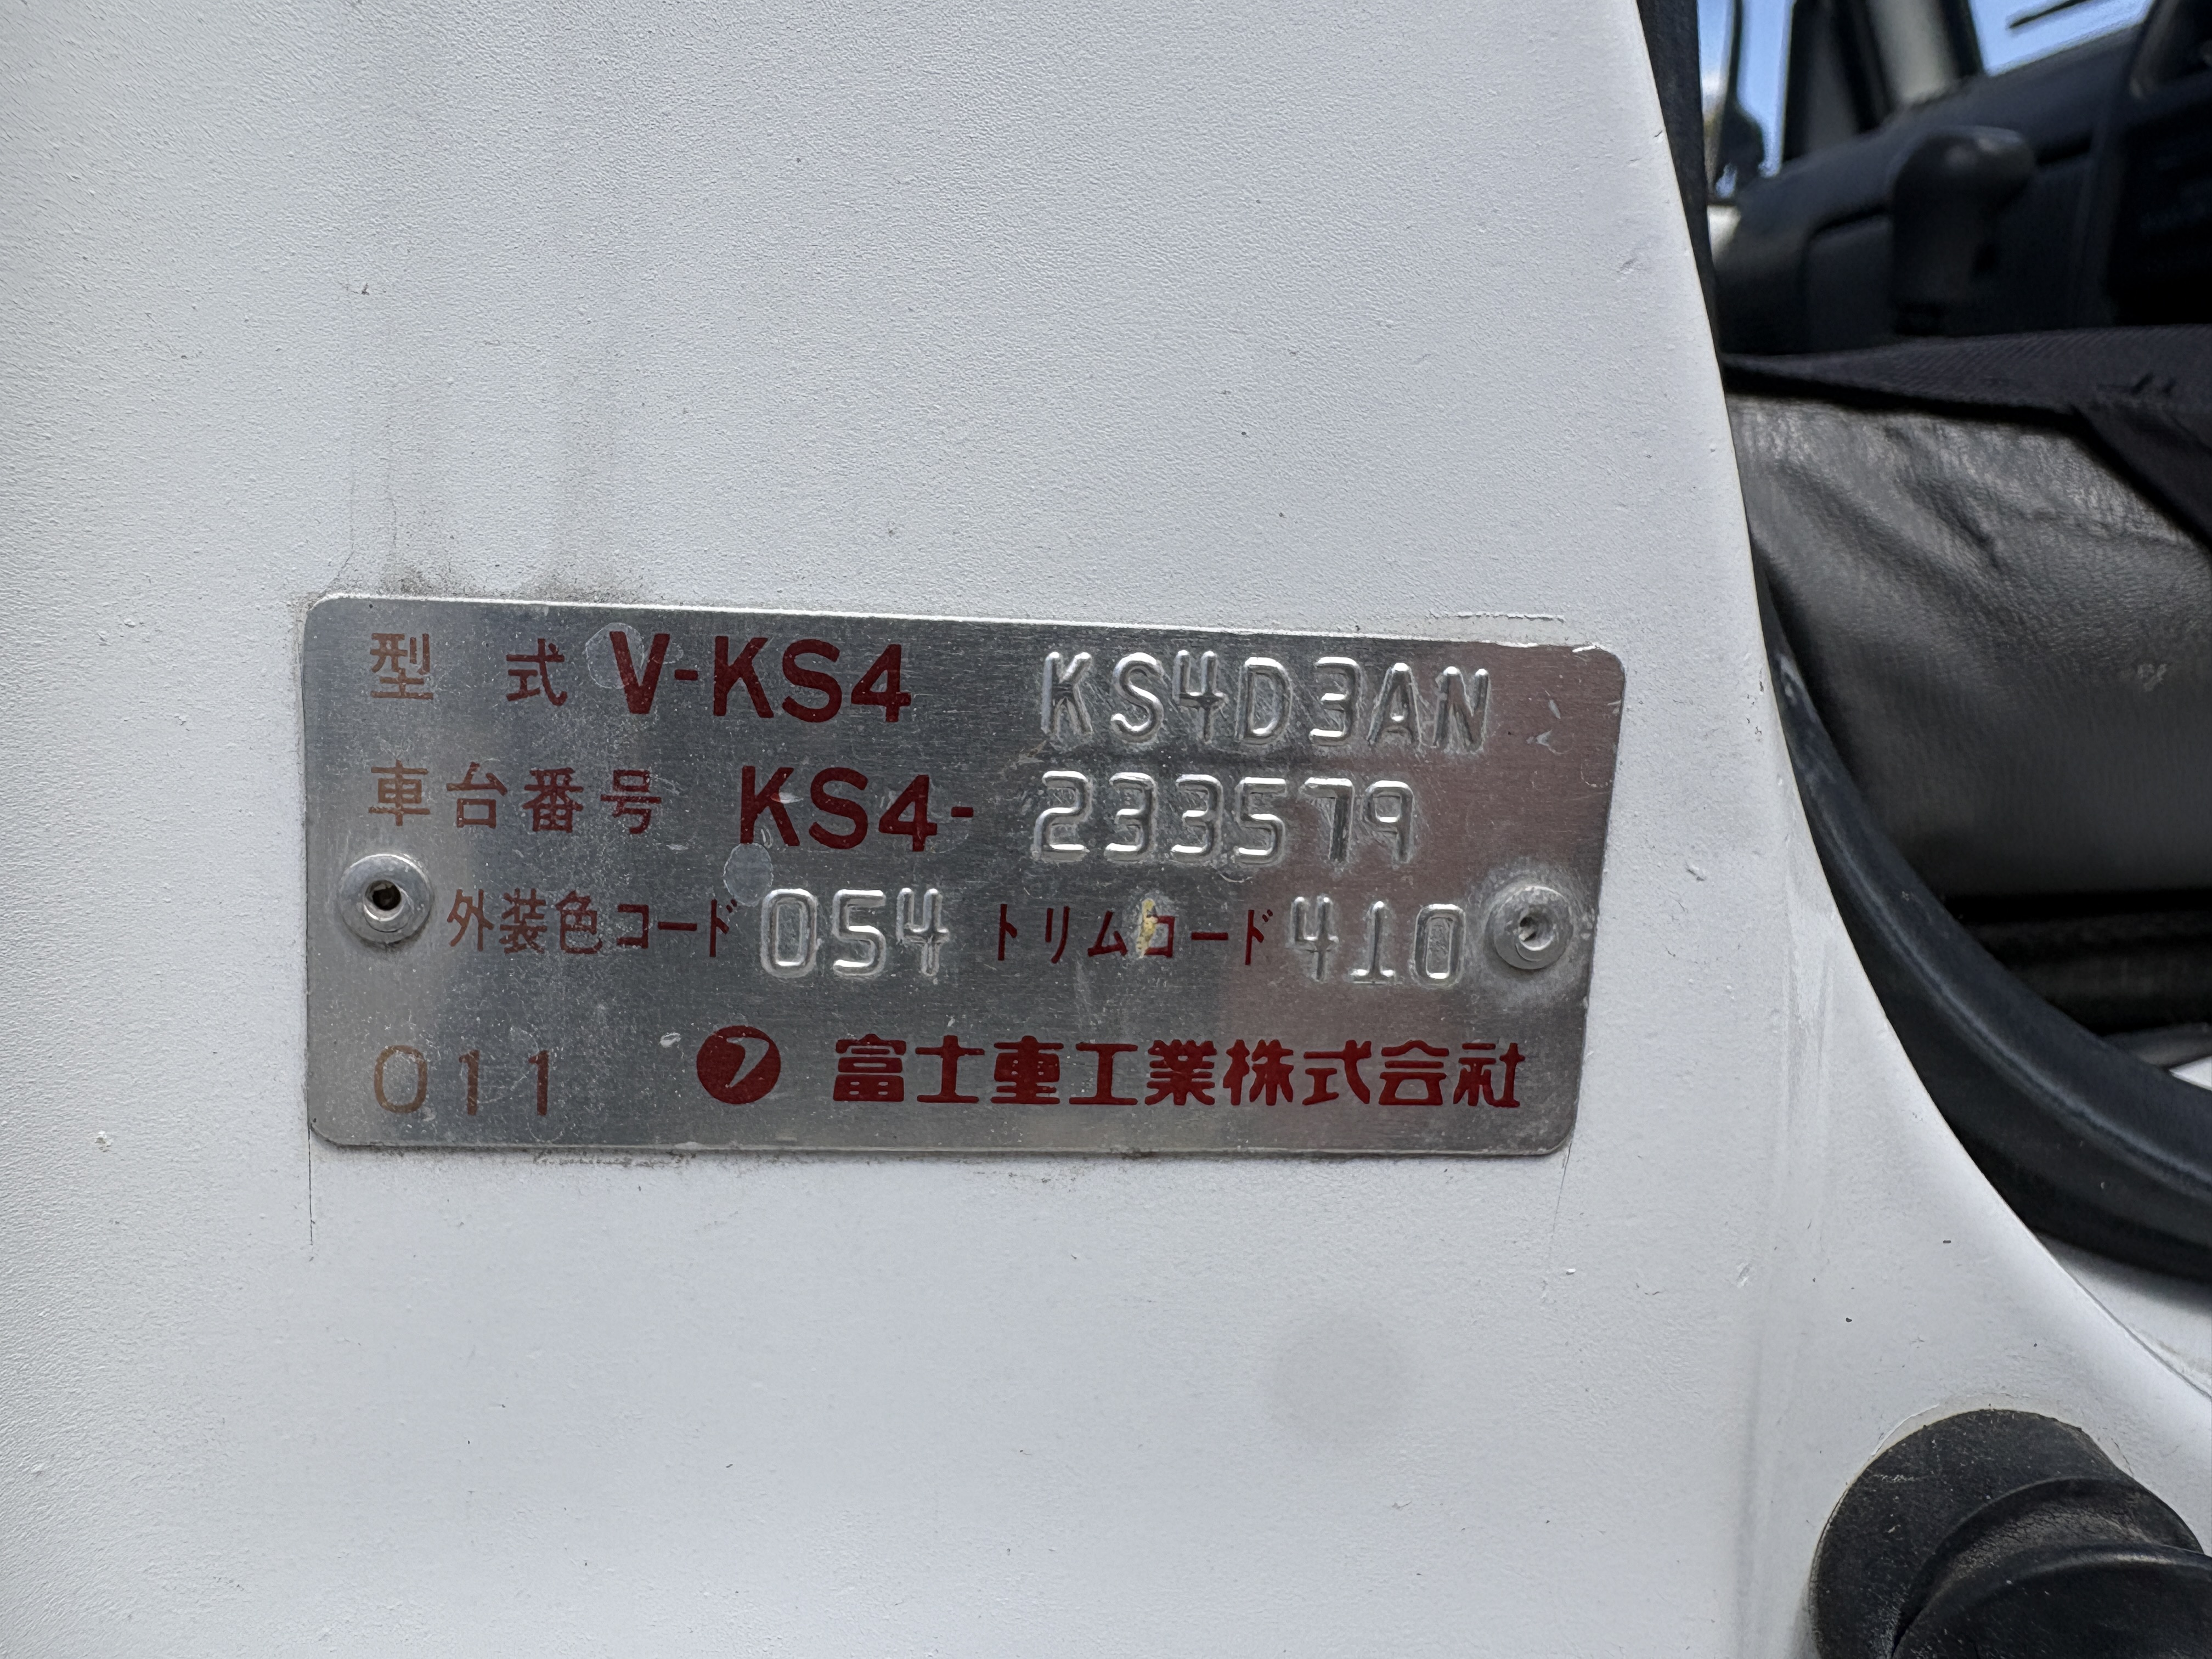 型式 V-KS4 KS4D3AN
車台番号 KS4- 233579
外装色コード 054 トリムコード 410
011 富士重工業株式会社